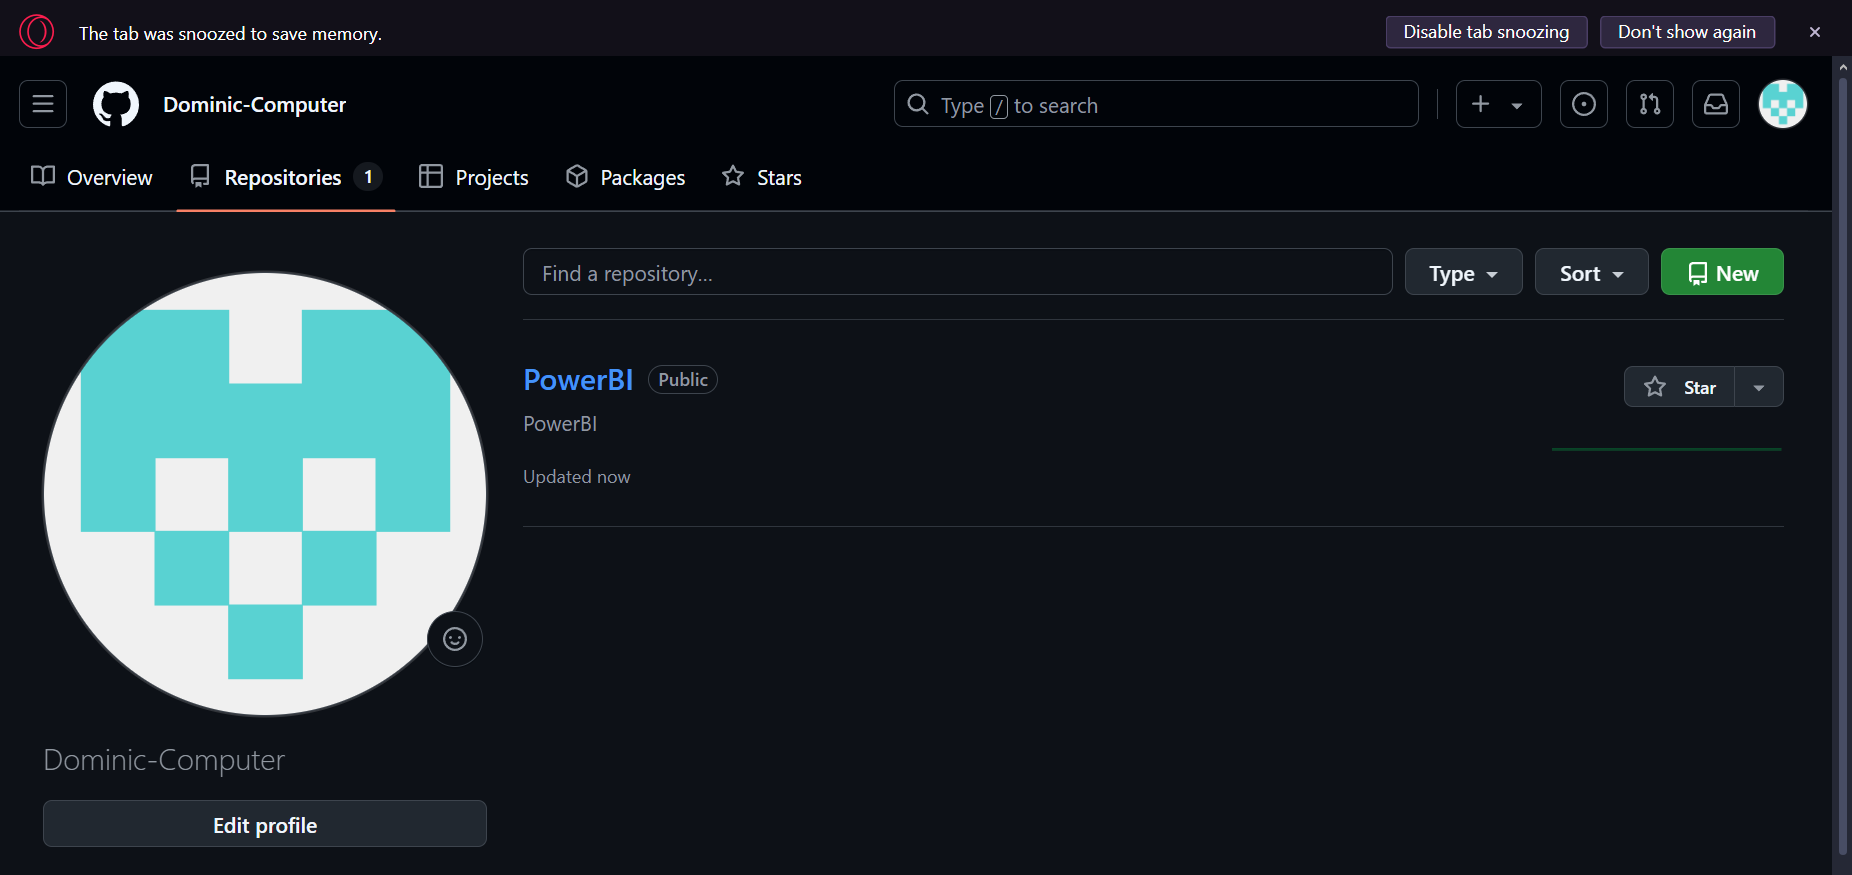 The tab was snoozed to save memory.
Disable tab snoozing
Don't show again
Dominic-Computer
Type / to search
Overview
Repositories 1
Projects
Packages
Stars
Find a repository...
Type
Sort
New
PowerBI Public
Star
PowerBI
Updated now
Dominic-Computer
Edit profile